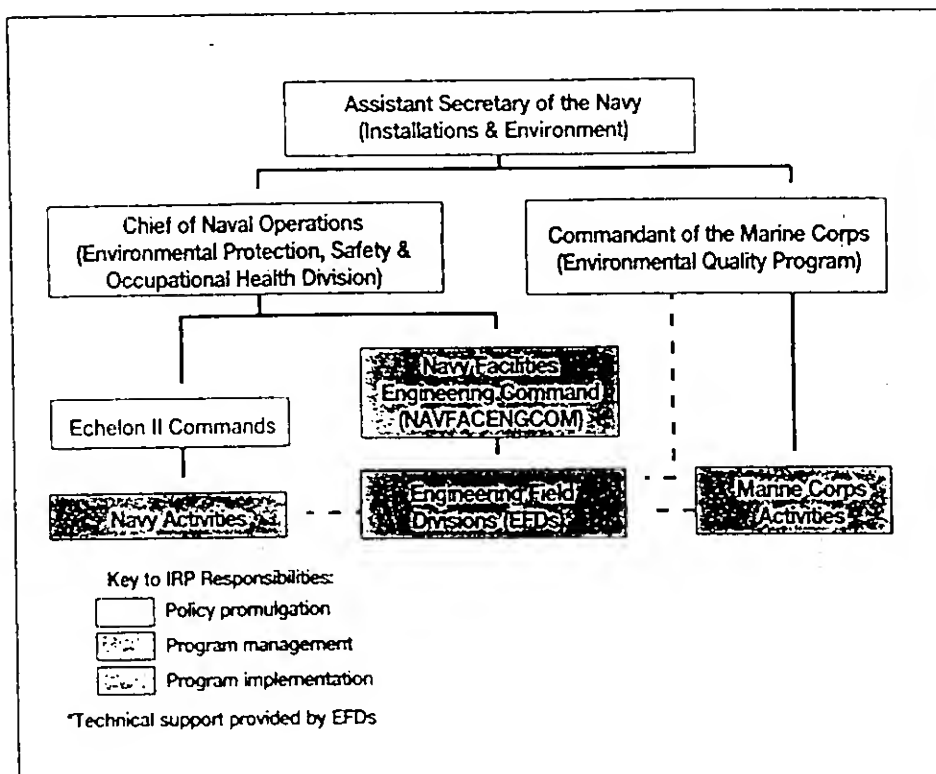 Assistant Secretary of the Navy
(Installations & Environment)
Chief of Naval Operations
(Environmental Protection, Safety &
Occupational Health Division)
Commandant of the Marine Corps
(Environmental Quality Program)
Navy Facilities
Engineering Command
(NAVFACENGCOM)
Echelon II Commands
Navy Activities
Engineering Field
Divisions (EFDs)
Marine Corps
Activities
Key to IRP Responsibilities:
Policy promulgation
Program management
Program implementation
*Technical support provided by EFDs